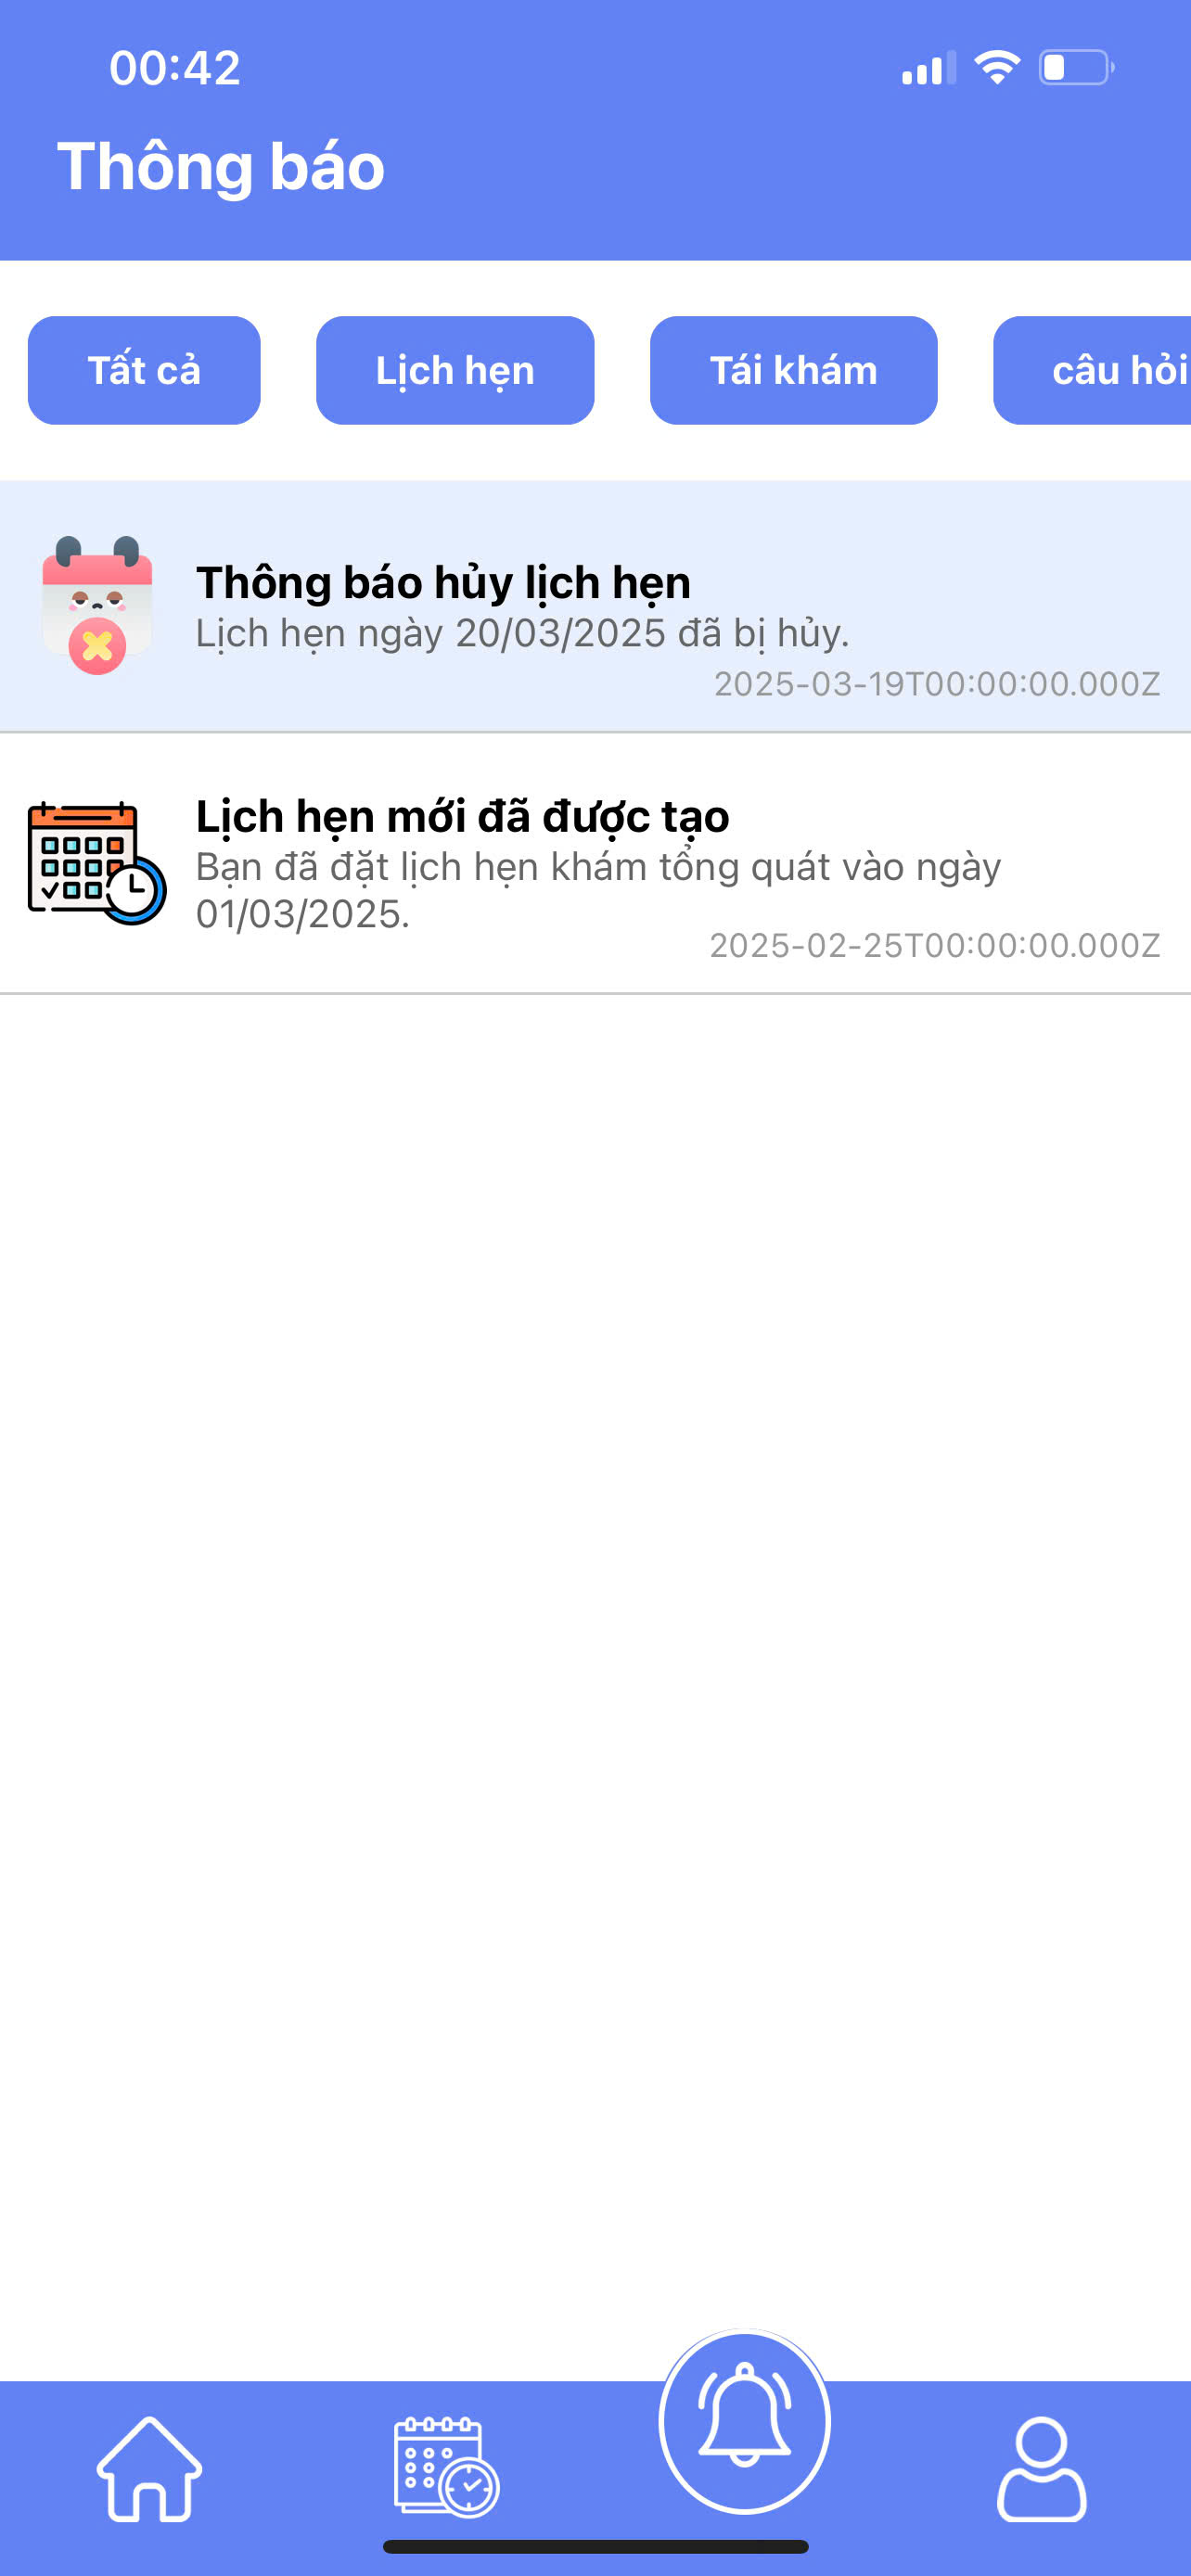 00:42
Thông báo
Tất cả
Lịch hẹn
Tái khám
câu hỏi
Thông báo hủy lịch hẹn
Lịch hẹn ngày 20/03/2025 đã bị hủy.
2025-03-19T00:00:00.000Z
Lịch hẹn mới đã được tạo
Bạn đã đặt lịch hẹn khám tổng quát vào ngày
01/03/2025.
2025-02-25T00:00:00.000Z